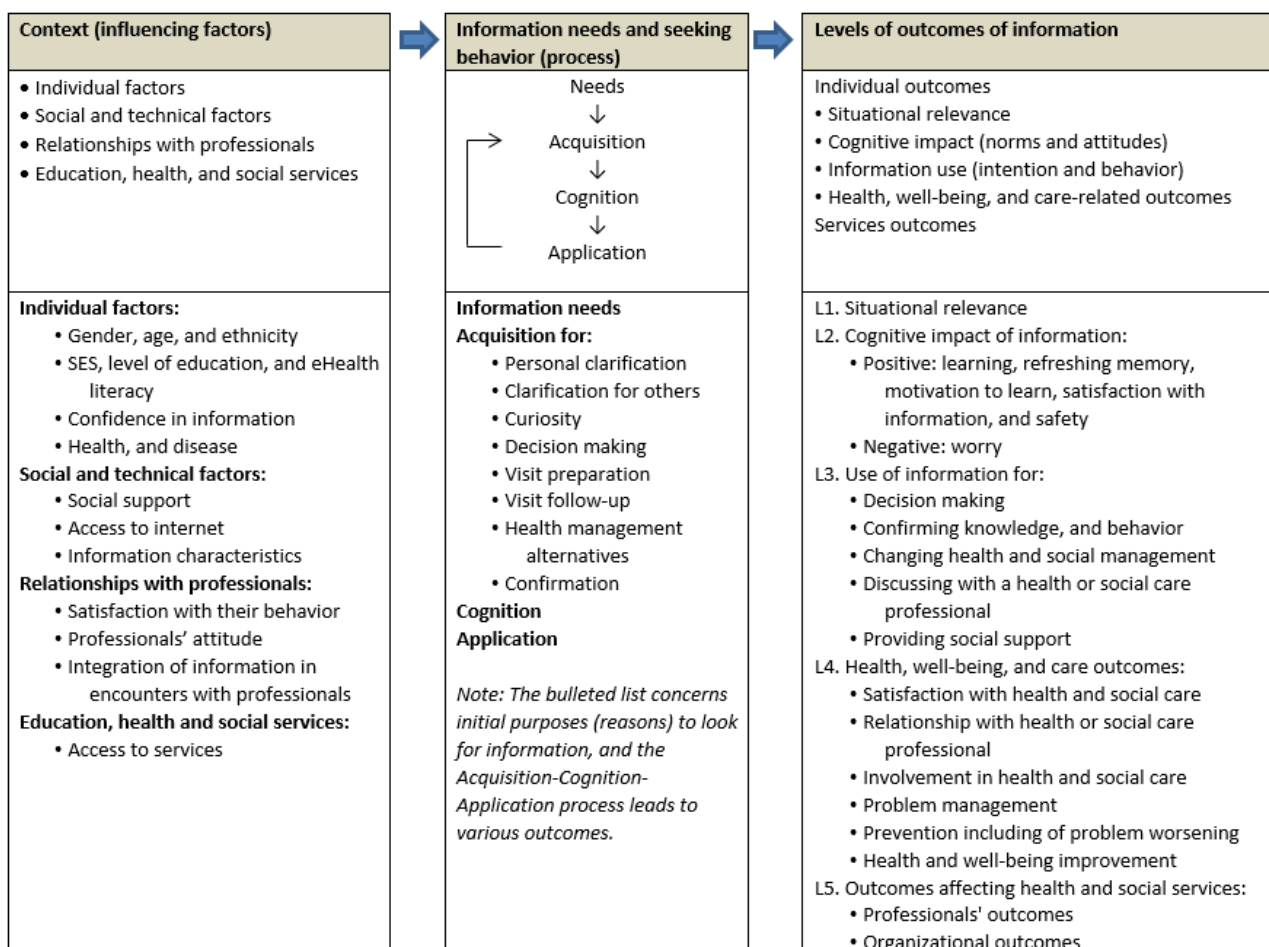 Context (influencing factors)
• Individual factors
• Social and technical factors
• Relationships with professionals
• Education, health, and social services
Individual factors:
• Gender, age, and ethnicity
• SES, level of education, and eHealth
literacy
• Confidence in information
• Health, and disease
Social and technical factors:
• Social support
• Access to internet
• Information characteristics
Relationships with professionals:
• Satisfaction with their behavior
• Professionals’ attitude
• Integration of information in
encounters with professionals
Education, health and social services:
• Access to services
Information needs and seeking
behavior (process)
Needs
↓
Acquisition
↓
Cognition
↓
Application
Information needs
Acquisition for:
• Personal clarification
• Clarification for others
• Curiosity
• Decision making
• Visit preparation
• Visit follow-up
• Health management
alternatives
• Confirmation
Cognition
Application
Note: The bulleted list concerns
initial purposes (reasons) to look
for information, and the
Acquisition-Cognition-
Application process leads to
various outcomes.
Levels of outcomes of information
Individual outcomes
• Situational relevance
• Cognitive impact (norms and attitudes)
• Information use (intention and behavior)
• Health, well-being, and care-related outcomes
Services outcomes
L1. Situational relevance
L2. Cognitive impact of information:
• Positive: learning, refreshing memory,
motivation to learn, satisfaction with
information, and safety
• Negative: worry
L3. Use of information for:
• Decision making
• Confirming knowledge, and behavior
• Changing health and social management
• Discussing with a health or social care
professional
• Providing social support
L4. Health, well-being, and care outcomes:
• Satisfaction with health and social care
• Relationship with health or social care
professional
• Involvement in health and social care
• Problem management
• Prevention including of problem worsening
• Health and well-being improvement
L5. Outcomes affecting health and social services:
• Professionals' outcomes
• Organizational outcomes